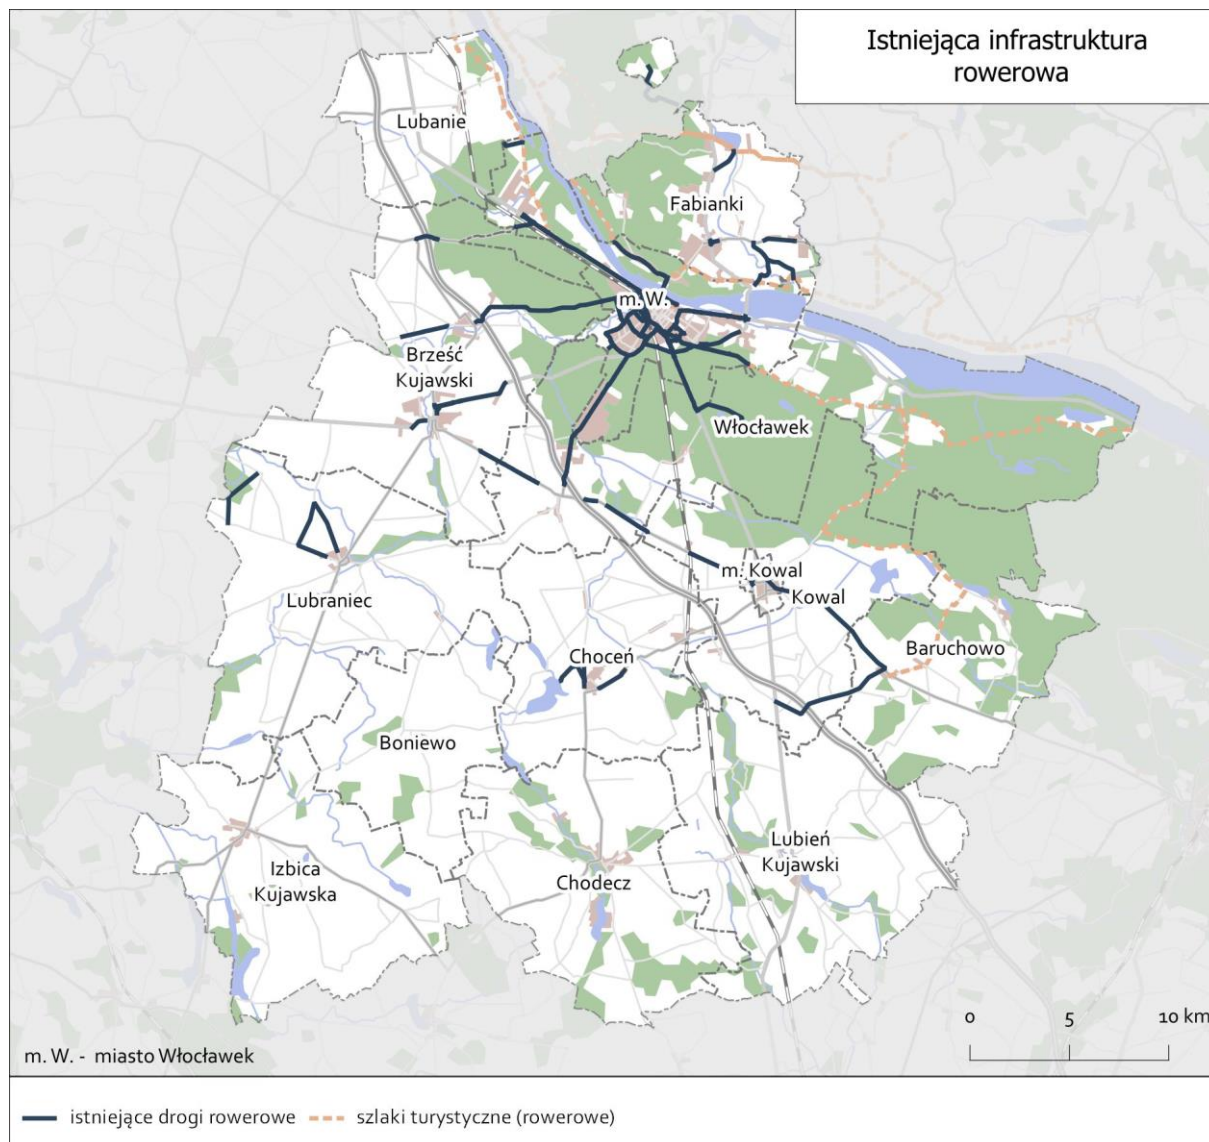 Istniejąca infrastruktura
rowerowa
Lubanie
Fabianki
m. W.
Brześć
Kujawski
Włocławek
m. Kowal
Kowal
Lubraniec
Baruchowo
Choceń
Boniewo
Lubień
Kujawski
Izbica
Kujawska
Chodecz
0 5 10 km
m. W. - miasto Włocławek
istniejące drogi rowerowe szlaki turystyczne (rowerowe)